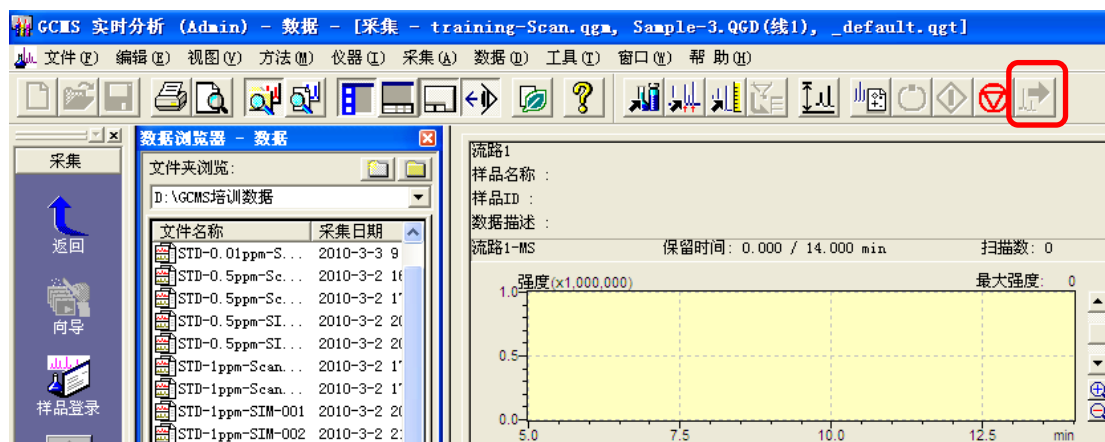 GCMS 实时分析 (Admin) - 数据 - [采集 - training-Scan.qgm, Sample-3.QGD(线1), _default.qgt]
文件(F) 编辑(E) 视图(V) 方法(M) 仪器(I) 采集(A) 数据(D) 工具(T) 窗口(W) 帮 助(H)
采集
返回
向导
样品登录
数据浏览器 - 数据
文件夹浏览:
D:\GCMS培训数据
文件名称 采集日期
STD-0.01ppm-S... 2010-3-3 9
STD-0.5ppm-Sc... 2010-3-2 16
STD-0.5ppm-Sc... 2010-3-2 17
STD-0.5ppm-SI... 2010-3-2 20
STD-0.5ppm-SI... 2010-3-2 20
STD-1ppm-Scan... 2010-3-2 17
STD-1ppm-Scan... 2010-3-2 17
STD-1ppm-SIM-001 2010-3-2 20
STD-1ppm-SIM-002 2010-3-2 2
流路1
样品名称 :
样品ID :
数据描述 :
流路1-MS 保留时间: 0.000 / 14.000 min 扫描数: 0
强度(x1,000,000) 最大强度: 0
1.0
0.5
0.0
5.0 7.5 10.0 12.5 min